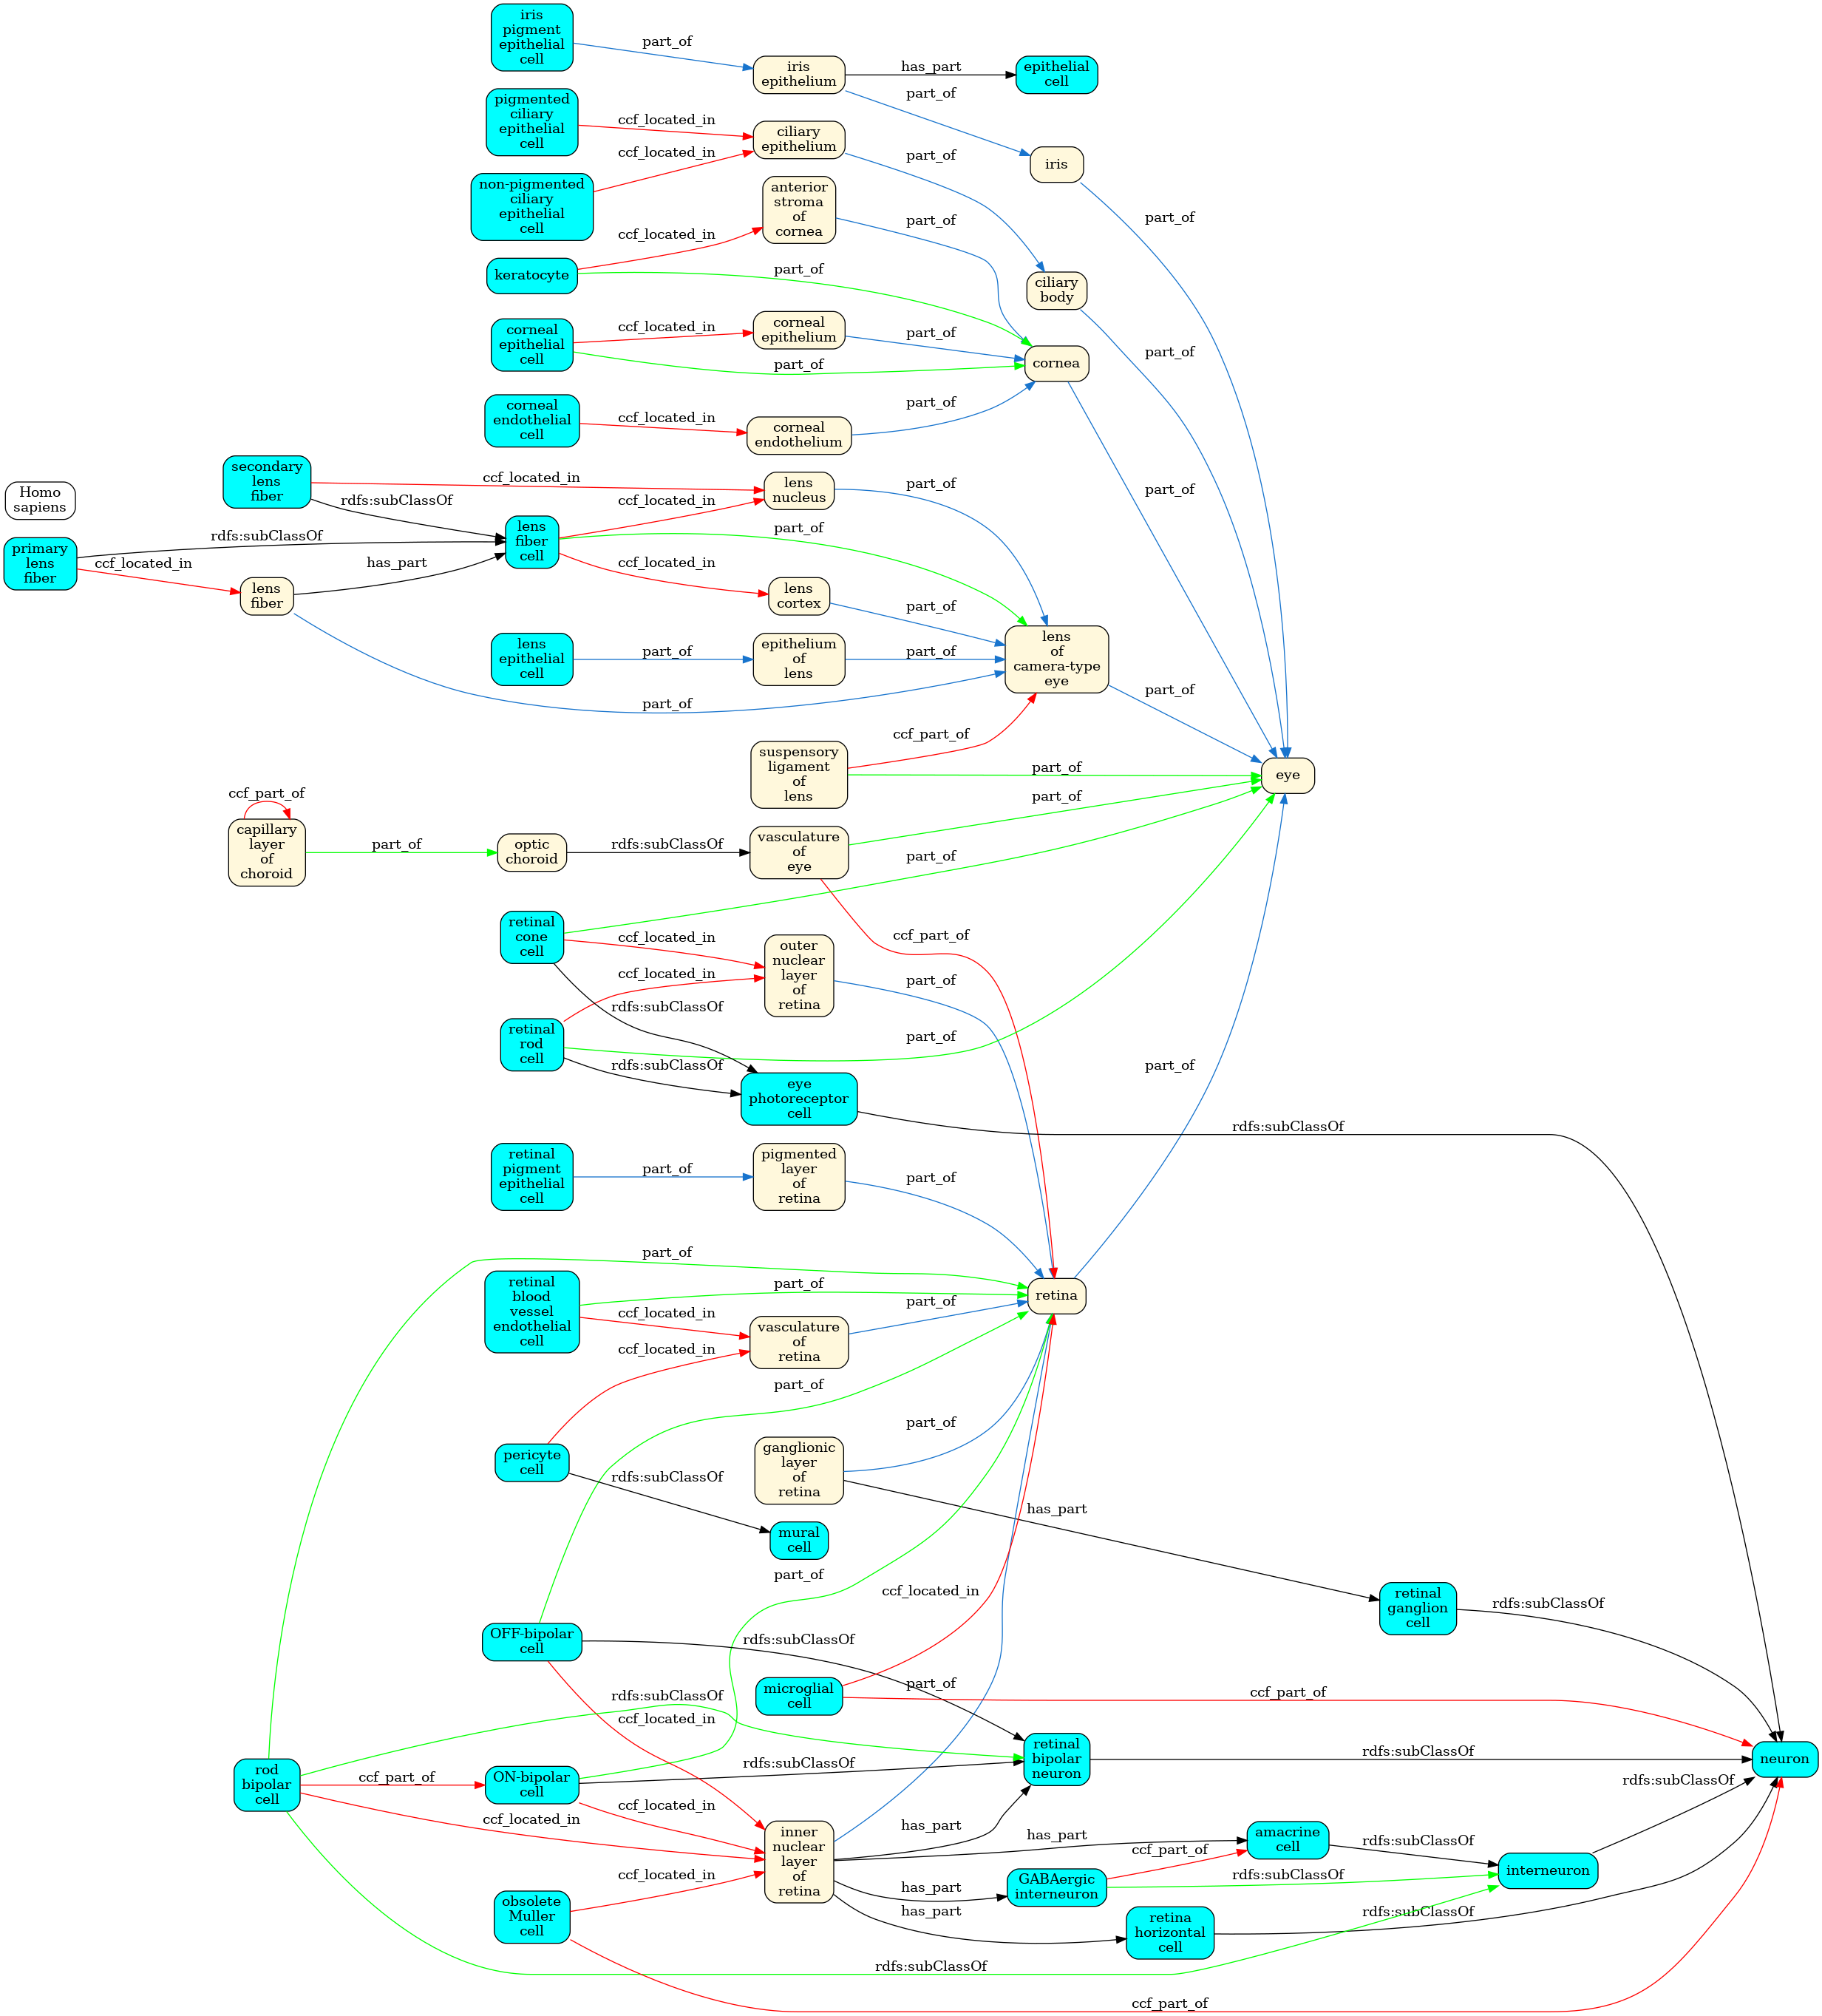 iris
pigment
epithelial
cell
part_of
iris
epithelium
has_part
epithelial
cell
part_of
pigmented
ciliary
epithelial
cell
ccf_located_in
ciliary
epithelium
part_of
iris
part_of
non-pigmented
ciliary
epithelial
cell
ccf_located_in
anterior
stroma
of
cornea
part_of
keratocyte
ccf_located_in
part_of
ciliary
body
part_of
corneal
epithelial
cell
ccf_located_in
part_of
corneal
epithelium
part_of
cornea
part_of
corneal
endothelial
cell
ccf_located_in
corneal
endothelium
part_of
secondary
lens
fiber
ccf_located_in
rdfs:subClassOf
lens
nucleus
part_of
Homo
sapiens
primary
lens
fiber
rdfs:subClassOf
ccf_located_in
lens
fiber
has_part
part_of
lens
fiber
cell
ccf_located_in
part_of
ccf_located_in
lens
cortex
part_of
lens
epithelial
cell
part_of
epithelium
of
lens
part_of
lens
of
camera-type
eye
part_of
suspensory
ligament
of
lens
ccf_part_of
part_of
eye
ccf_part_of
capillary
layer
of
choroid
part_of
optic
choroid
rdfs:subClassOf
vasculature
of
eye
part_of
ccf_part_of
retinal
cone
cell
part_of
ccf_located_in
rdfs:subClassOf
outer
nuclear
layer
of
retina
part_of
retinal
rod
cell
ccf_located_in
part_of
rdfs:subClassOf
eye
photoreceptor
cell
rdfs:subClassOf
retinal
pigment
epithelial
cell
part_of
pigmented
layer
of
retina
part_of
part_of
retina
part_of
retinal
blood
vessel
endothelial
cell
part_of
ccf_located_in
vasculature
of
retina
part_of
pericyte
cell
ccf_located_in
rdfs:subClassOf
part_of
ganglionic
layer
of
retina
part_of
has_part
mural
cell
part_of
retinal
ganglion
cell
rdfs:subClassOf
OFF-bipolar
cell
rdfs:subClassOf
ccf_located_in
microglial
cell
ccf_located_in
ccf_part_of
part_of
rod
bipolar
cell
rdfs:subClassOf
ccf_part_of
ccf_located_in
rdfs:subClassOf
ON-bipolar
cell
rdfs:subClassOf
ccf_located_in
retinal
bipolar
neuron
rdfs:subClassOf
neuron
obsolete
Muller
cell
ccf_located_in
ccf_part_of
inner
nuclear
layer
of
retina
has_part
has_part
has_part
has_part
amacrine
cell
rdfs:subClassOf
GABAergic
interneuron
ccf_part_of
rdfs:subClassOf
interneuron
rdfs:subClassOf
retina
horizontal
cell
rdfs:subClassOf